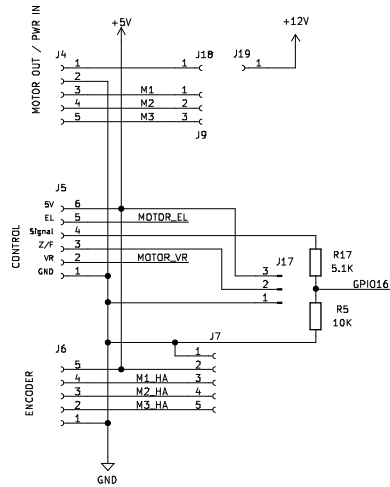 +5V
+12V
MOTOR OUT / PWR IN
J4
J18
J19
1 1 1
2
3 M1 1
4 M2 2
5 M3 3
J9
CONTROL
J5
5V 6
EL 5 MOTOR_EL
Signal 4
Z/F 3
VR 2 MOTOR_VR
GND 1
J17
3
2
1
R17
5.1K
GPIO16
R5
10K
ENCODER
J6
J7
1
5 2
4 M1_HA 3
3 M2_HA 4
2 M3_HA 5
1
GND